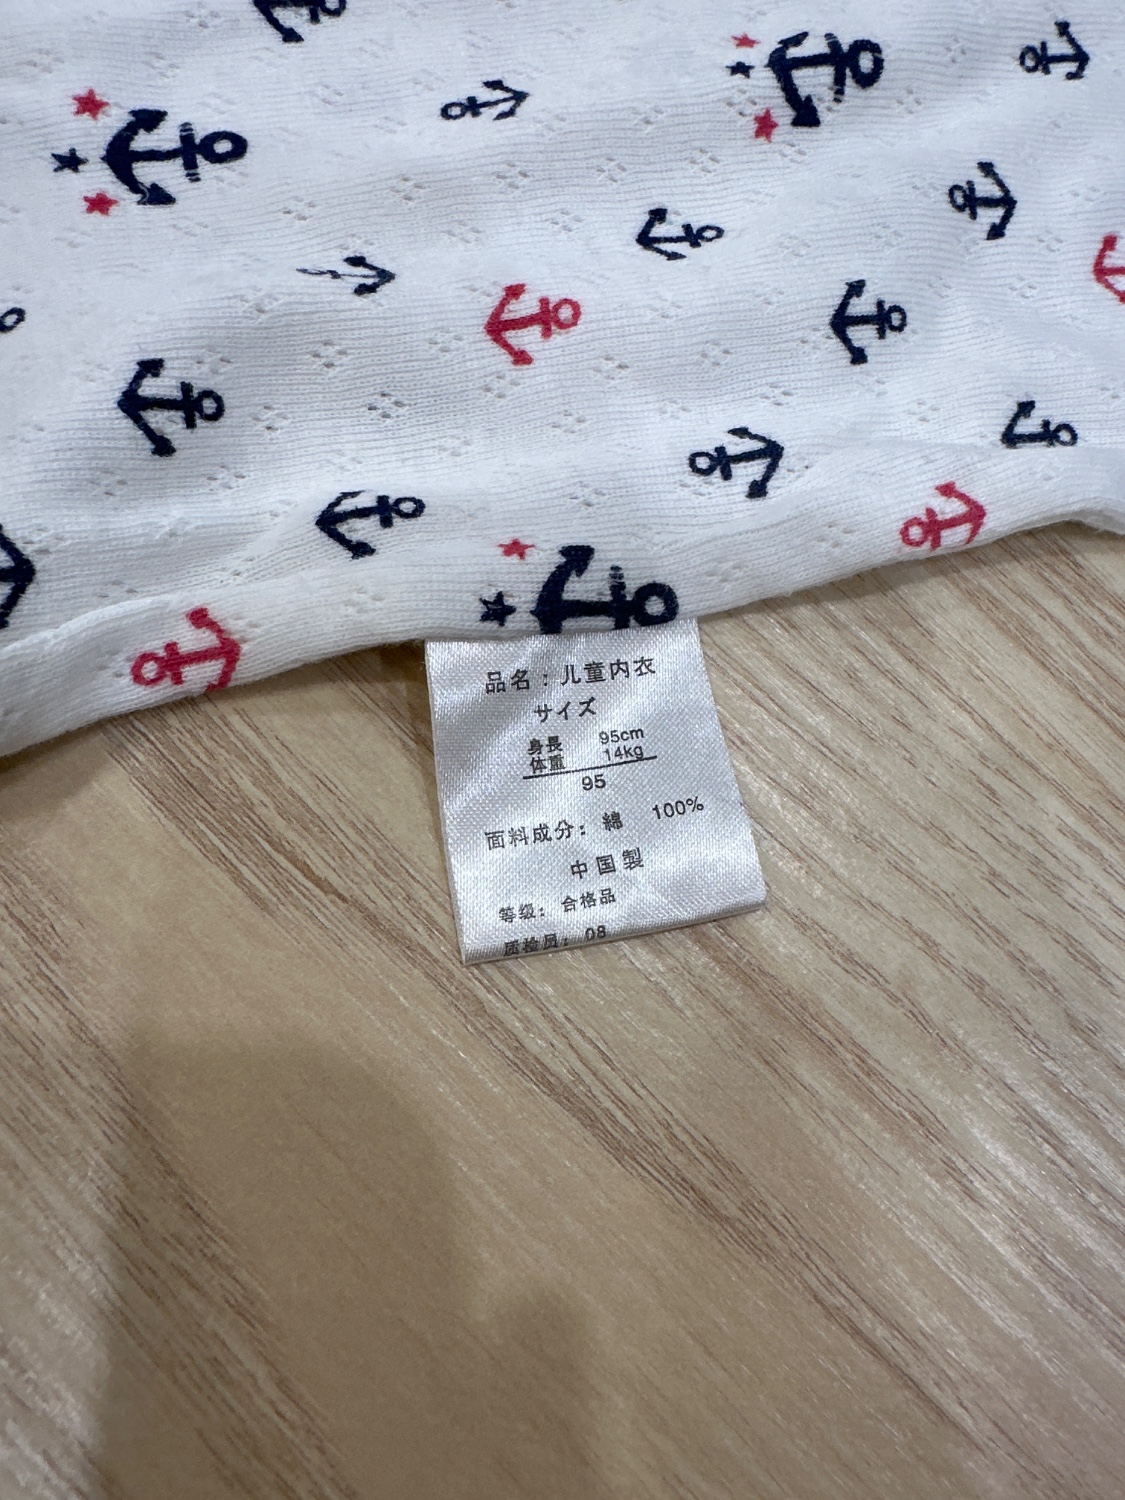 品名：儿童内衣
サイズ
身長 95cm
体重 14kg
95
面料成分：綿 100%
中国製
等级：合格品
质检员：08